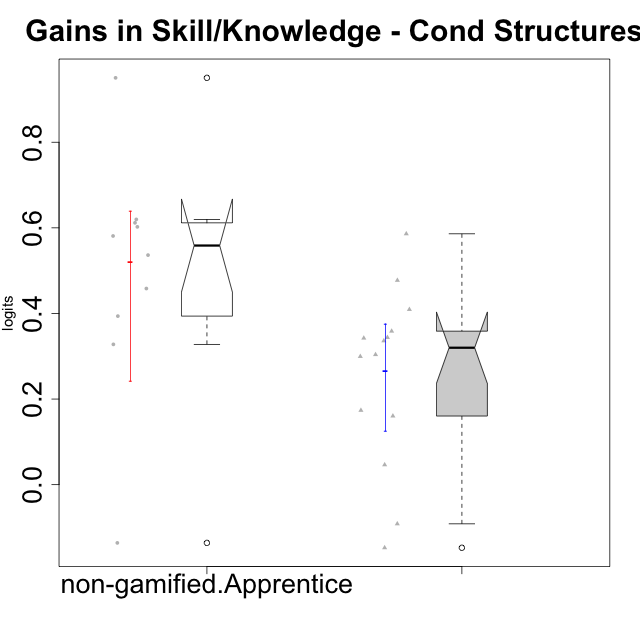 Gains in Skill/Knowledge - Cond Structures
logits
0.8
0.6
0.4
0.2
0.0
non-gamified.Apprentice